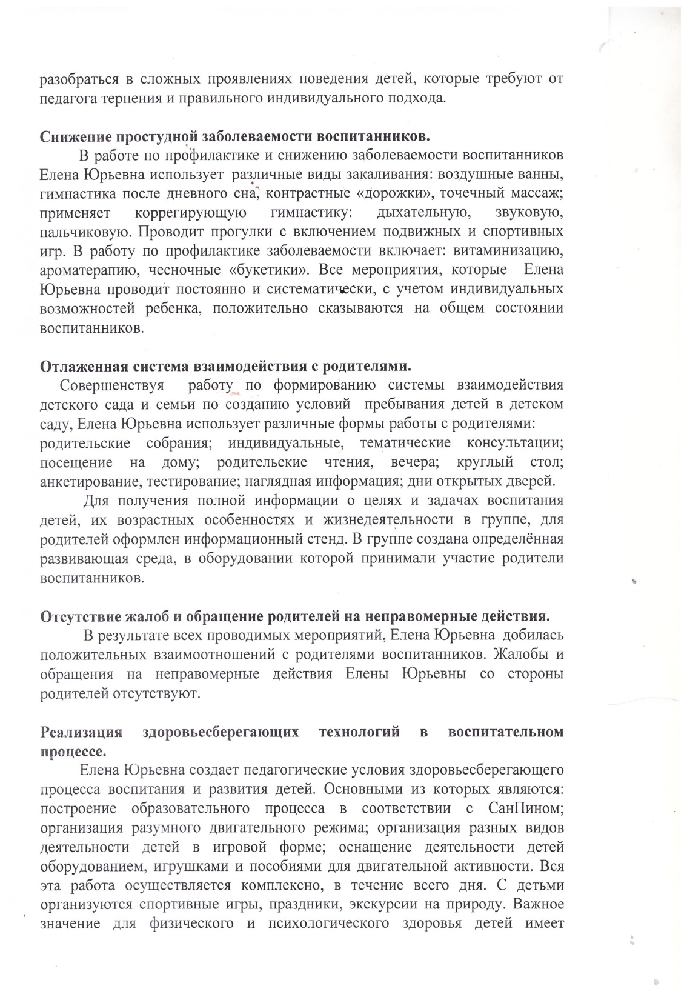 разобраться в сложных проявлениях поведения детей, которые требуют от
педагога терпения и правильного индивидуального подхода.
Снижение простудной заболеваемости воспитанников.
В работе по профилактике и снижению заболеваемости воспитанников
Елена Юрьевна использует различные виды закаливания: воздушные ванны,
гимнастика после дневного сна, контрастные «дорожки», точечный массаж;
применяет коррегирующую гимнастику: дыхательную, звуковую,
пальчиковую. Проводит прогулки с включением подвижных и спортивных
игр. В работу по профилактике заболеваемости включает: витаминизацию,
ароматерапию, чесночные «букетики». Все мероприятия, которые Елена
Юрьевна проводит постоянно и систематически, с учетом индивидуальных
возможностей ребенка, положительно сказываются на общем состоянии
воспитанников.
Отлаженная система взаимодействия с родителями.
Совершенствуя работу по формированию системы взаимодействия
детского сада и семьи по созданию условий пребывания детей в детском
саду, Елена Юрьевна использует различные формы работы с родителями:
родительские собрания; индивидуальные, тематические консультации;
посещение на дому; родительские чтения, вечера; круглый стол;
анкетирование, тестирование; наглядная информация; дни открытых дверей.
Для получения полной информации о целях и задачах воспитания
детей, их возрастных особенностях и жизнедеятельности в группе, для
родителей оформлен информационный стенд. В группе создана определённая
развивающая среда, в оборудовании которой принимали участие родители
воспитанников.
Отсутствие жалоб и обращение родителей на неправомерные действия.
В результате всех проводимых мероприятий, Елена Юрьевна добилась
положительных взаимоотношений с родителями воспитанников. Жалобы и
обращения на неправомерные действия Елены Юрьевны со стороны
родителей отсутствуют.
Реализация здоровьесберегающих технологий в воспитательном
процессе.
Елена Юрьевна создает педагогические условия здоровьесберегающего
процесса воспитания и развития детей. Основными из которых являются:
построение образовательного процесса в соответствии с СанПином;
организация разумного двигательного режима; организация разных видов
деятельности детей в игровой форме; оснащение деятельности детей
оборудованием, игрушками и пособиями для двигательной активности. Вся
эта работа осуществляется комплексно, в течение всего дня. С детьми
организуются спортивные игры, праздники, экскурсии на природу. Важное
значение для физического и психологического здоровья детей имеет